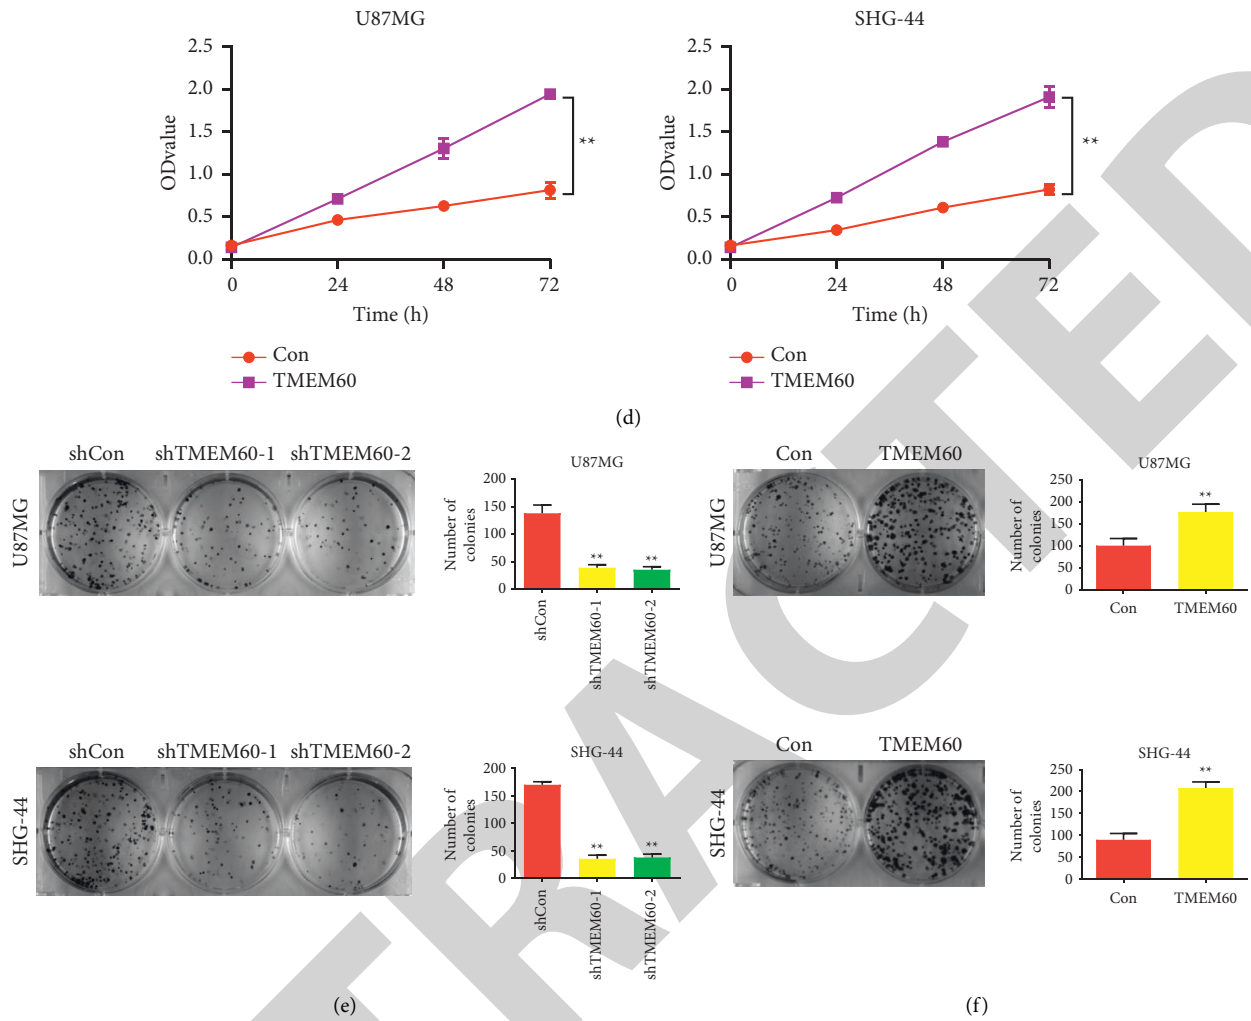 U87MG
SHG-44
2.5
2.0
1.5
1.0
0.5
0.0
ODvalue
**
0 24 48 72
Time (h)
Con
TMEM60
2.5
2.0
1.5
1.0
0.5
0.0
ODvalue
**
0 24 48 72
Time (h)
Con
TMEM60
(d)
shCon shTMEM60-1 shTMEM60-2
U87MG
U87MG
Number of
colonies
200
150
100
50
0
** **
shCon
shTMEM60-1
shTMEM60-2
Con TMEM60
U87MG
U87MG
Number of
colonies
250
200
150
100
50
0
**
Con TMEM60
shCon shTMEM60-1 shTMEM60-2
SHG-44
SHG-44
Number of
colonies
200
150
100
50
0
** **
shCon
shTMEM60-1
shTMEM60-2
Con TMEM60
SHG-44
SHG-44
Number of
colonies
250
200
150
100
50
0
**
Con TMEM60
(e)
(f)
TRACTED